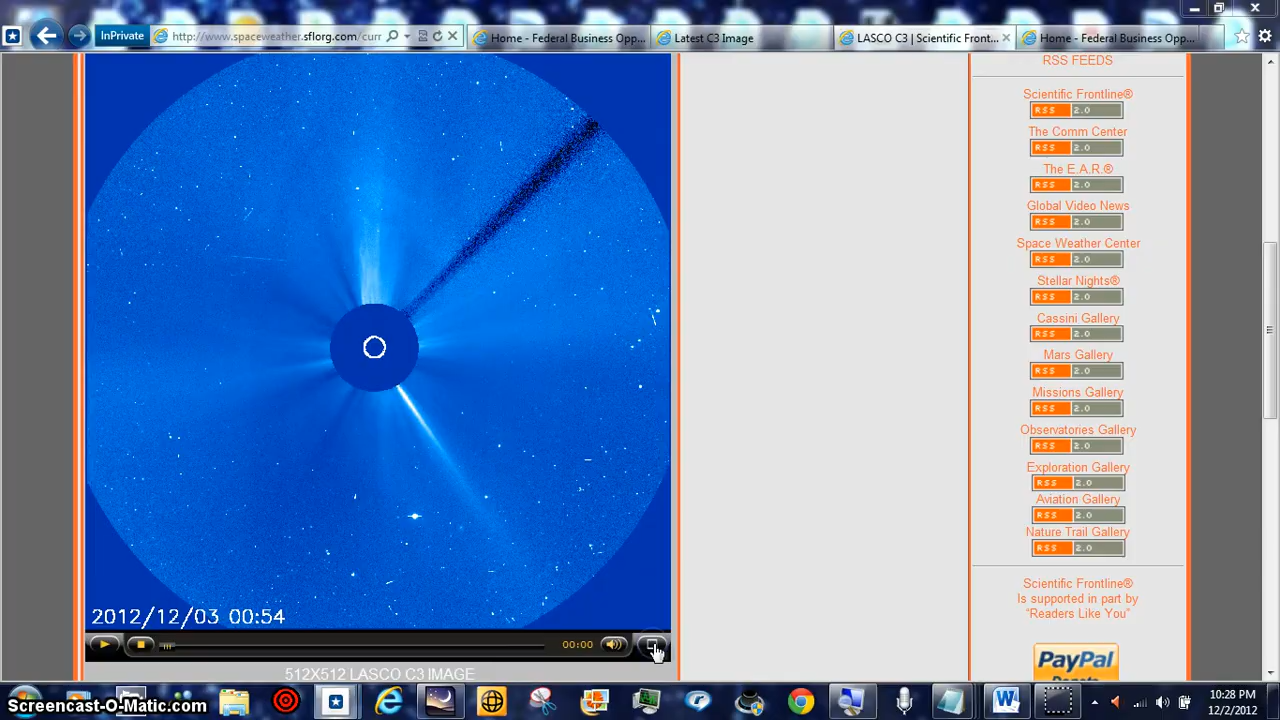 InPrivate
http://www.spaceweather.sflorg.com/curr
Home - Federal Business Opp...
Latest C3 Image
LASCO C3 | Scientific Front...
Home - Federal Business Opp...
2012/12/03 00:54
00:00
512X512 LASCO C3 IMAGE
RSS FEEDS
Scientific Frontline®
RSS 2.0
The Comm Center
RSS 2.0
The E.A.R.®
RSS 2.0
Global Video News
RSS 2.0
Space Weather Center
RSS 2.0
Stellar Nights®
RSS 2.0
Cassini Gallery
RSS 2.0
Mars Gallery
RSS 2.0
Missions Gallery
RSS 2.0
Observatories Gallery
RSS 2.0
Exploration Gallery
RSS 2.0
Aviation Gallery
RSS 2.0
Nature Trail Gallery
RSS 2.0
Scientific Frontline®
Is supported in part by
“Readers Like You”
PayPal
Screencast-O-Matic.com
10:28 PM
12/2/2012